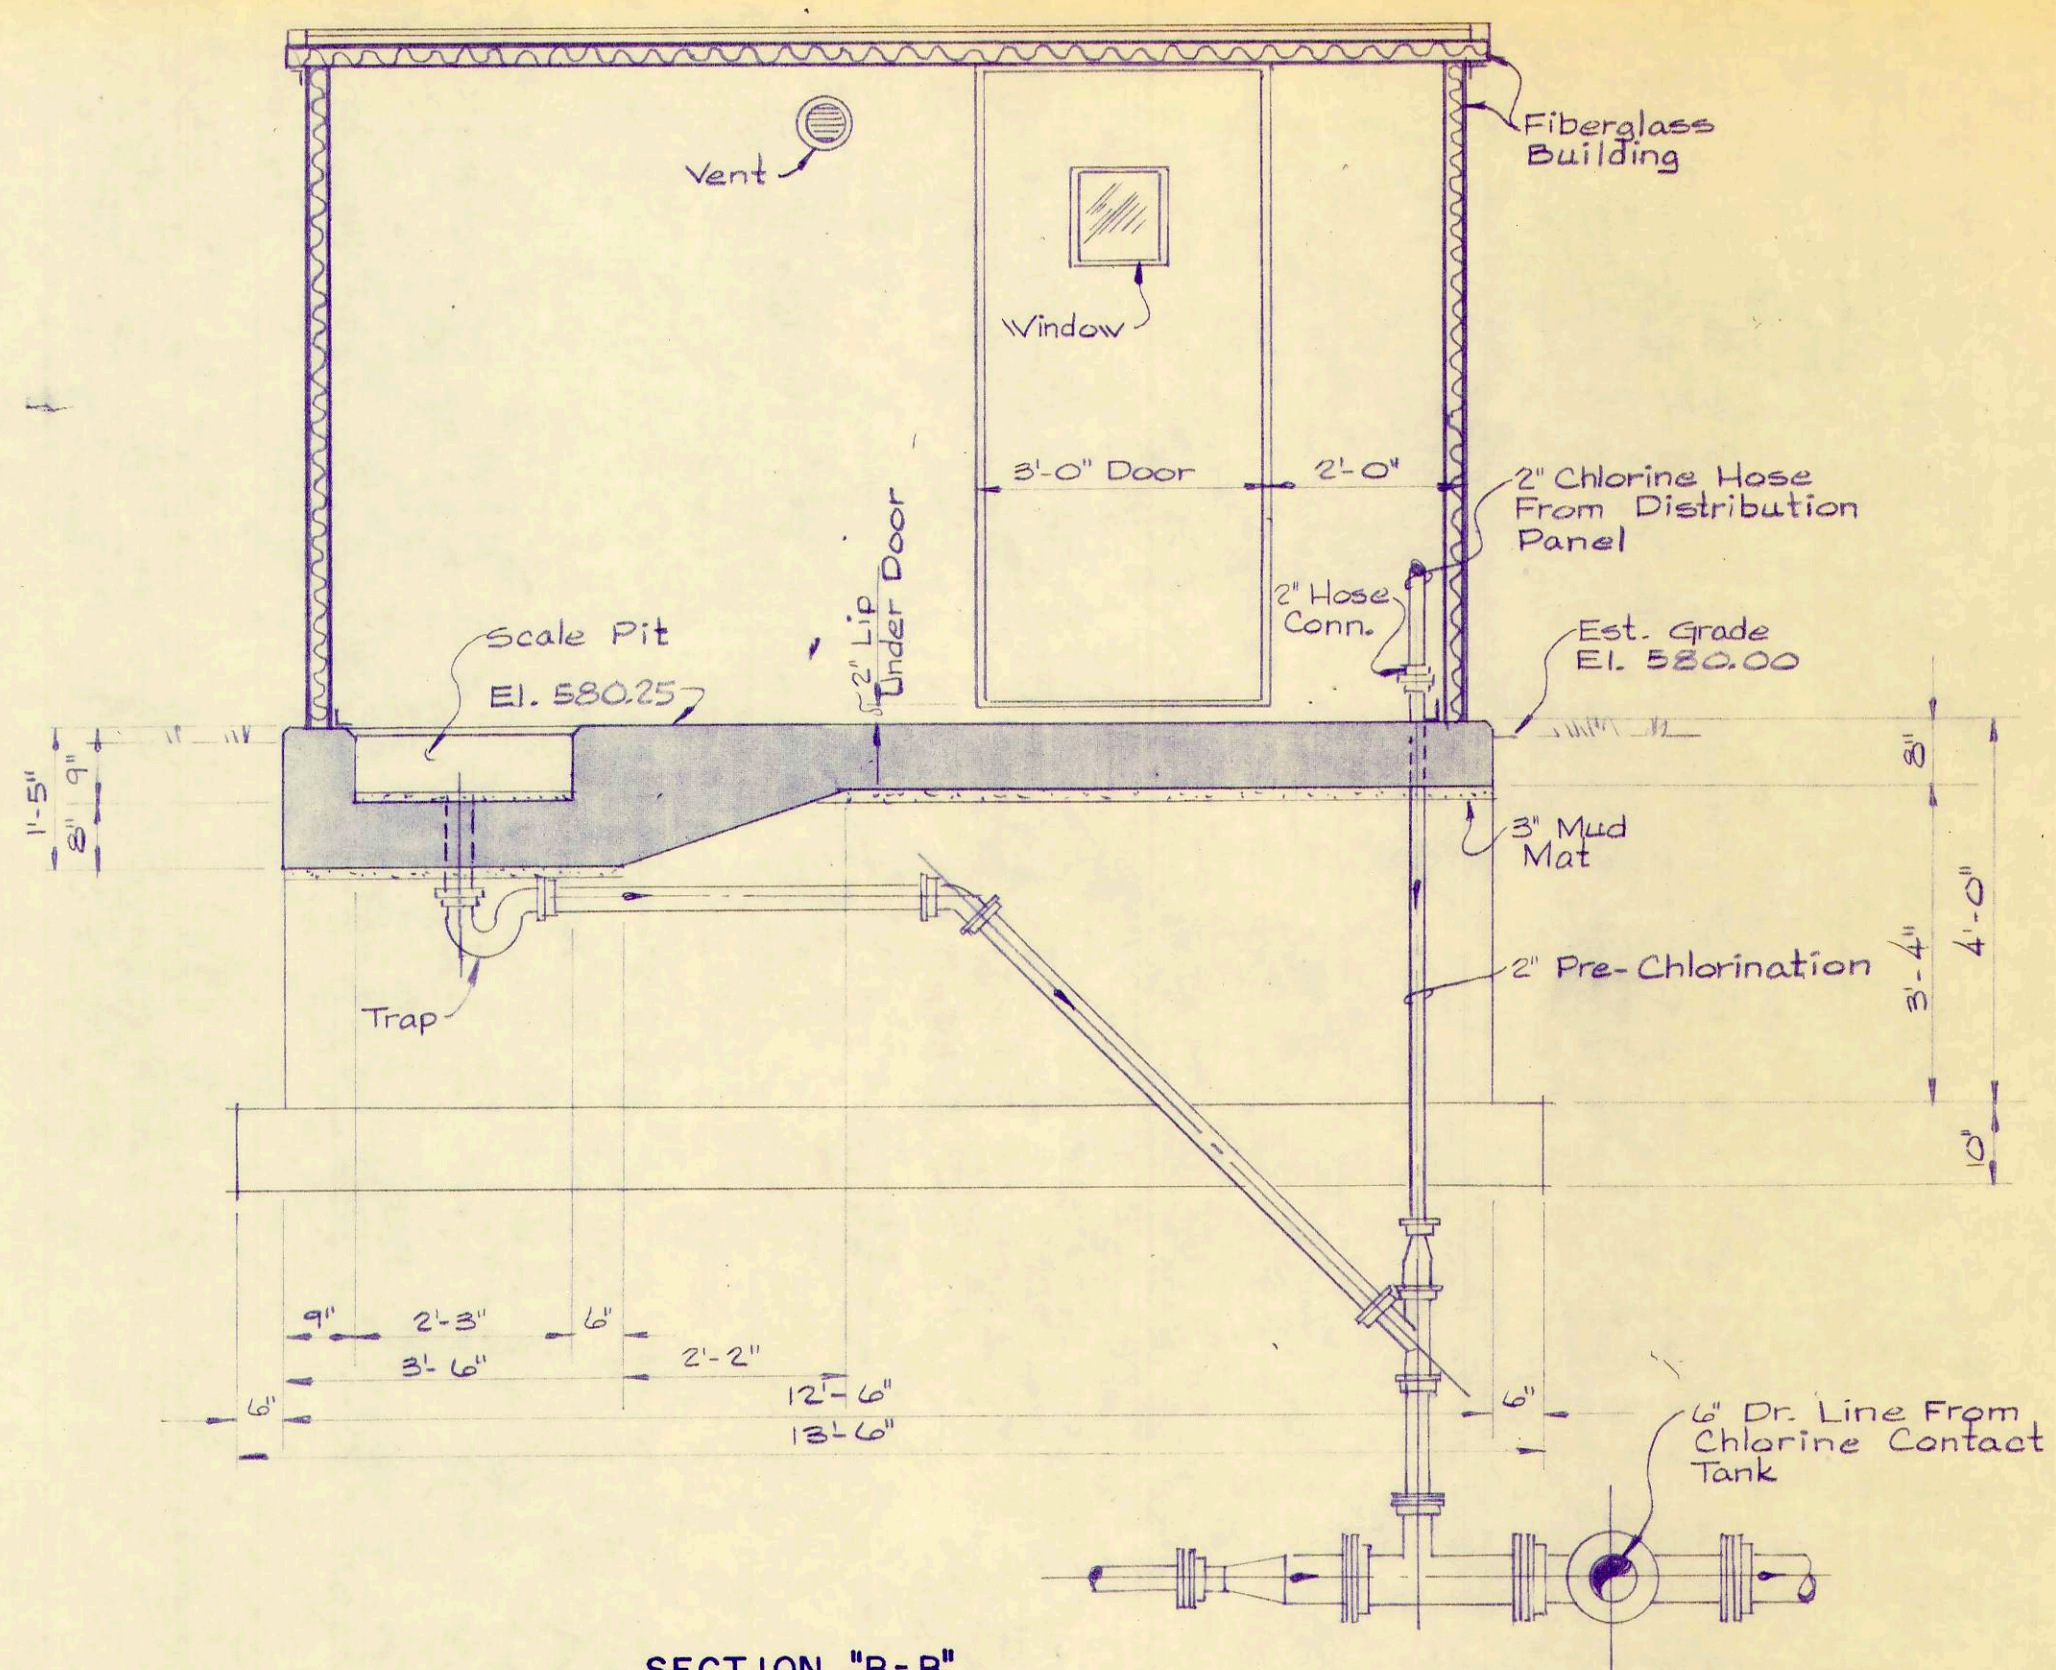 Fiberglass
Building
Vent
Window
3'-0" Door
2'-0"
2" Chlorine Hose
From Distribution
Panel
2" Hose
Conn.
2" Lip
Under Door
Scale Pit
El. 580.25
Est. Grade
El. 580.00
1'-5"
9"
8"
8"
3" Mud
Mat
3'-4"
4'-0"
2" Pre-Chlorination
Trap
10"
9"
2'-3"
6"
3'-6"
2'-2"
12'-6"
6"
6"
13'-6"
6" Dr. Line From
Chlorine Contact
Tank
SECTION "B-B"